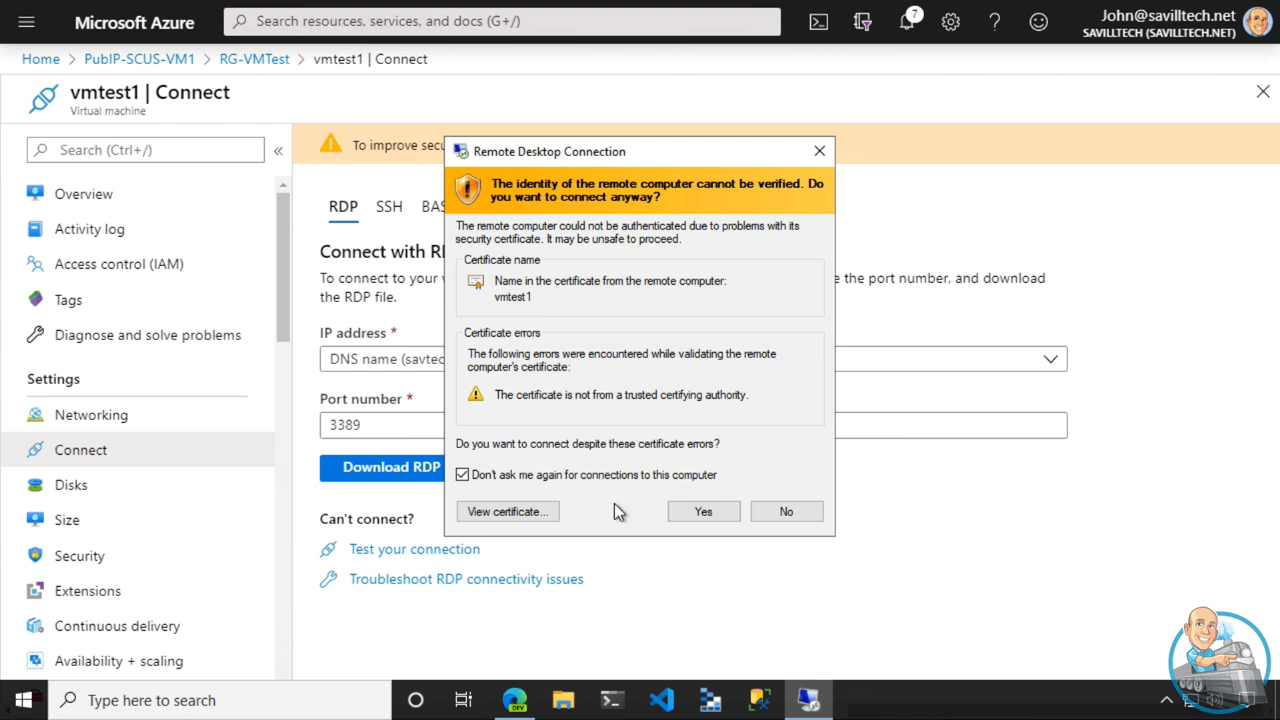 Microsoft Azure
Search resources, services, and docs (G+/)
7
John@savilltech.net
SAVILLTECH (SAVILLTECH.NET)
Home > PubIP-SCUS-VM1 > RG-VMTest > vmtest1 | Connect
vmtest1 | Connect
Virtual machine
Search (Ctrl+/)
«
Overview
Activity log
Access control (IAM)
Tags
Diagnose and solve problems
Settings
Networking
Connect
Disks
Size
Security
Extensions
Continuous delivery
Availability + scaling
To improve
RDP SSH
Connect with
To connect to your
the port number, and download
the RDP file.
IP address *
DNS name
Port number *
3389
Download RDP
Can't connect?
Test your connection
Troubleshoot RDP connectivity issues
Remote Desktop Connection
The identity of the remote computer cannot be verified. Do
you want to connect anyway?
The remote computer could not be authenticated due to problems with its
security certificate. It may be unsafe to proceed.
Certificate name
Name in the certificate from the remote computer:
vmtest1
Certificate errors
The following errors were encountered while validating the remote
computer's certificate:
The certificate is not from a trusted certifying authority.
Do you want to connect despite these certificate errors?
Don't ask me again for connections to this computer
View certificate...
Yes
No
Type here to search
DEV